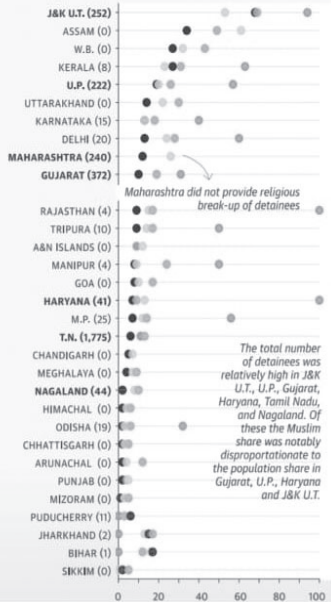 J&K U.T. (252)
ASSAM (0)
W.B. (0)
KERALA (8)
U.P. (222)
UTTARAKHAND (0)
KARNATAKA (15)
DELHI (20)
MAHARASHTRA (240)
GUJARAT (372)
Maharashtra did not provide religious
break-up of detainees
RAJASTHAN (4)
TRIPURA (10)
A&N ISLANDS (0)
MANIPUR (4)
GOA (0)
HARYANA (41)
M.P. (25)
T.N. (1,775)
CHANDIGARH (0)
MEGHALAYA (0)
NAGALAND (44)
HIMACHAL (0)
ODISHA (19)
CHHATTISGARH (0)
ARUNACHAL (0)
PUNJAB (0)
MIZORAM (0)
PUDUCHERRY (11)
JHARKHAND (2)
BIHAR (1)
SIKKIM (0)
The total number
of detainees was
relatively high in J&K
U.T., U.P., Gujarat,
Haryana, Tamil Nadu,
and Nagaland. Of
these the Muslim
share was notably
disproportationate to
the population share in
Gujarat, U.P., Haryana
and J&K U.T.
0 20 40 60 80 100